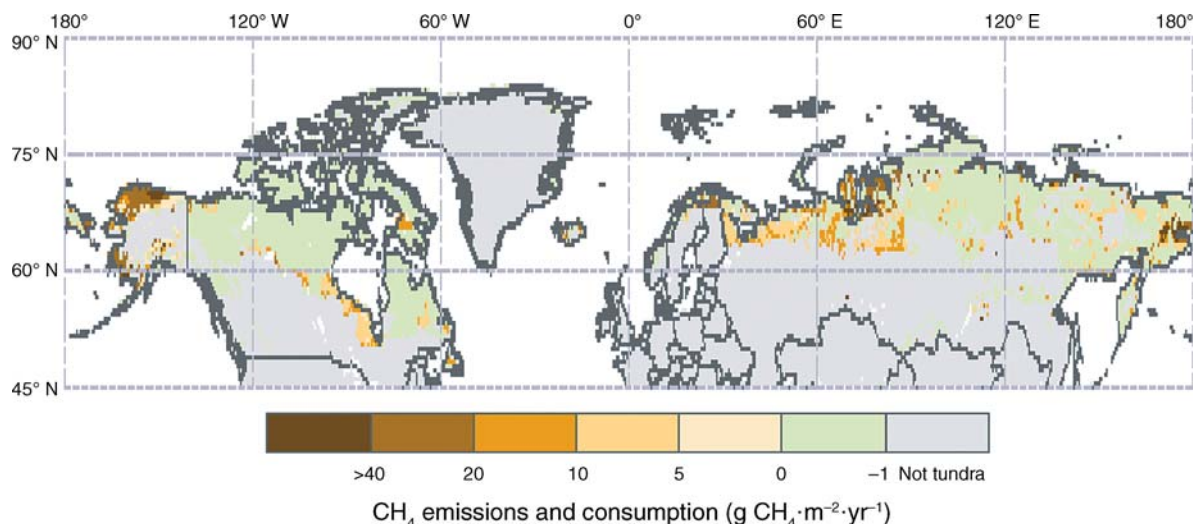 180° 120° W 60° W 0° 60° E 120° E 180°
90° N
75° N
60° N
45° N
>40 20 10 5 0 −1 Not tundra
CH₄ emissions and consumption (g CH₄·m⁻²·yr⁻¹)